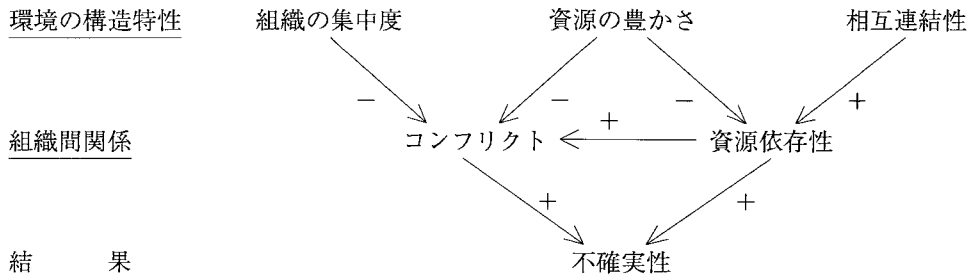 環境の構造特性 組織の集中度 資源の豊かさ 相互連結性
− − − +
+
組織間関係 コンフリクト 資源依存性
+ +
結 果 不確実性